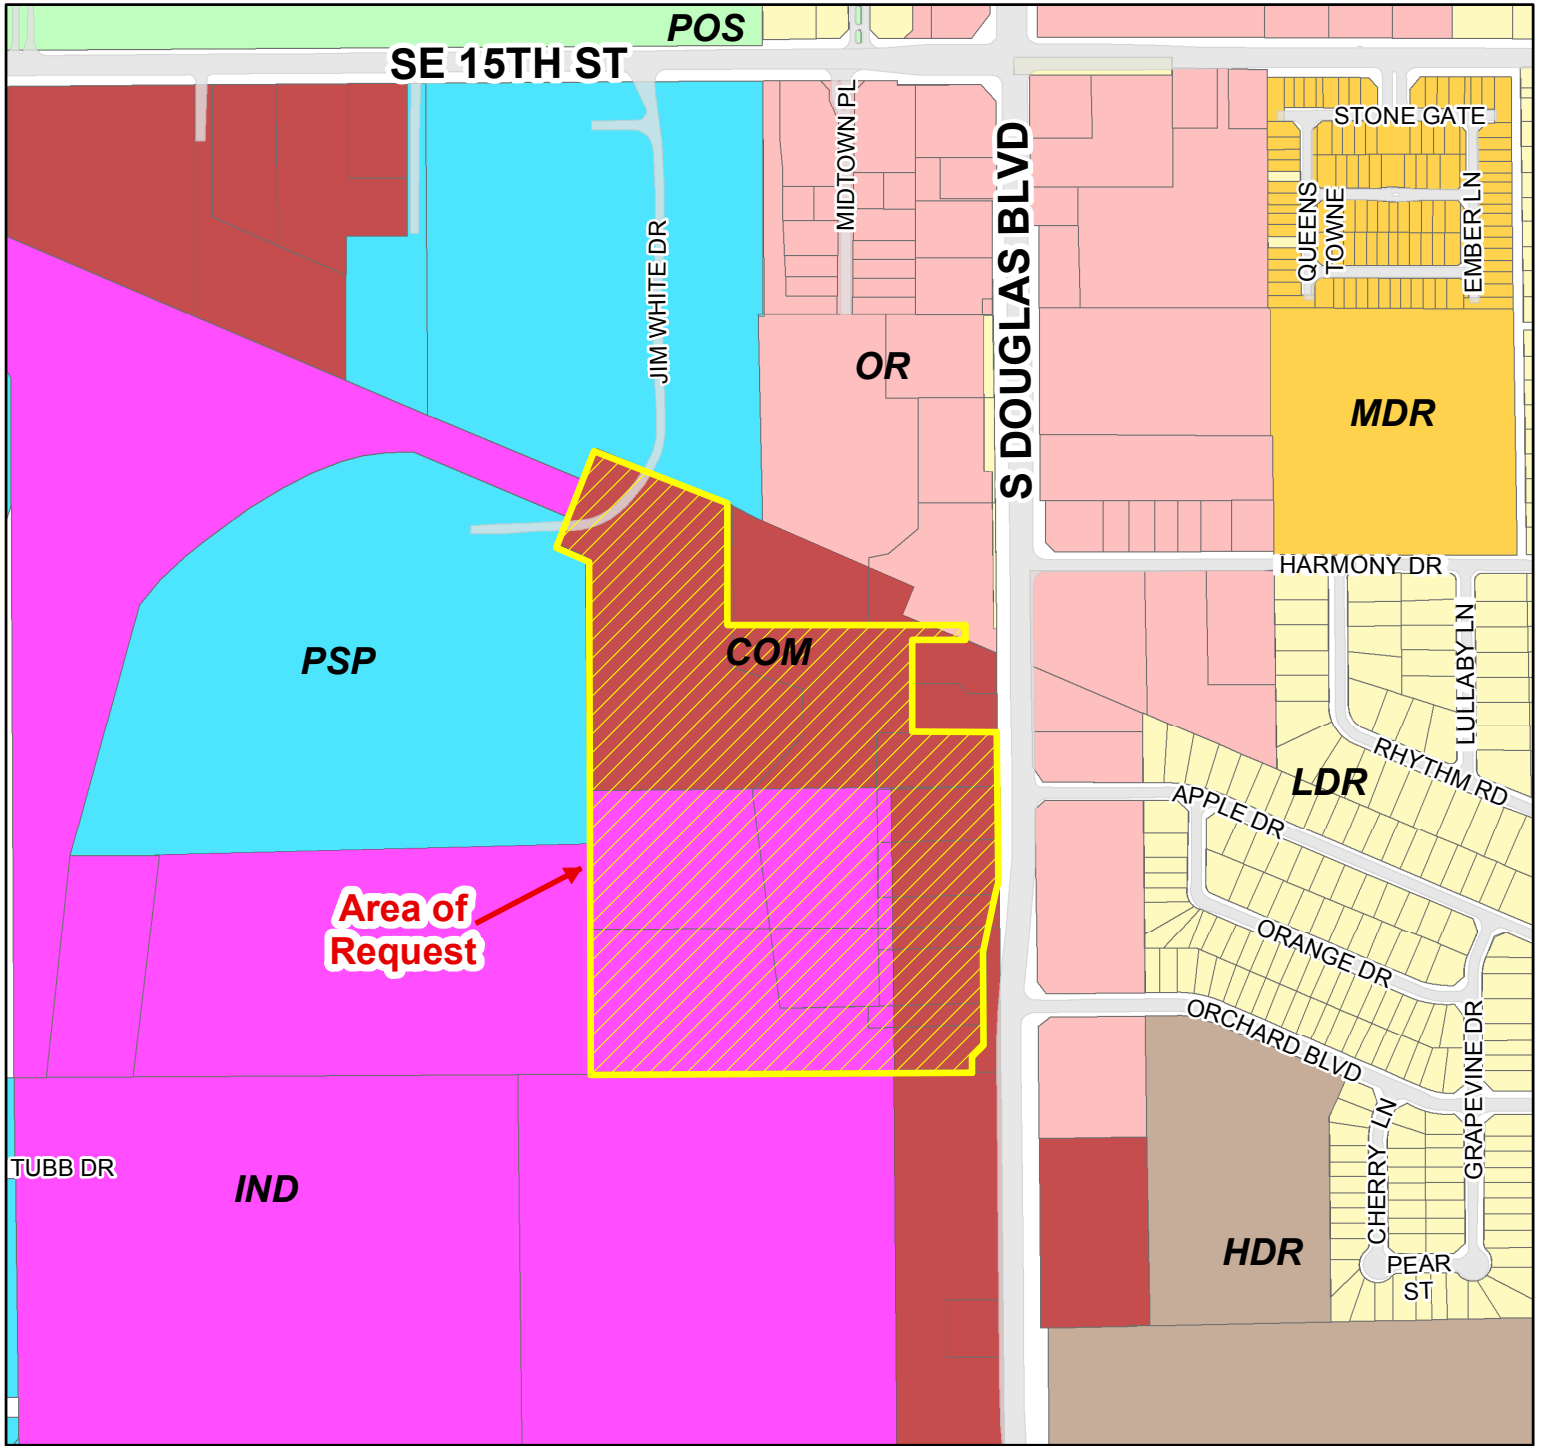 POS
SE 15TH ST
MIDTOWN PL
STONE GATE
S DOUGLAS BLVD
QUEENS
TOWNE
EMBER LN
JIM WHITE DR
OR
MDR
HARMONY DR
LULLABY LN
PSP
COM
RHYTHM RD
LDR
APPLE DR
Area of
Request
ORANGE DR
ORCHARD BLVD
GRAPEVINE DR
CHERRY LN
TUBB DR
IND
HDR
PEAR
ST